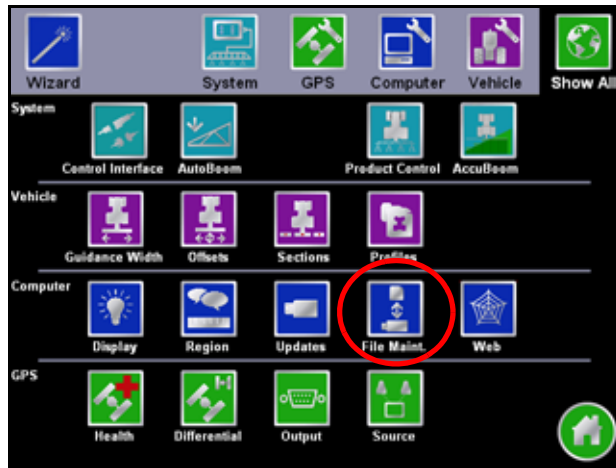 Wizard System GPS Computer Vehicle Show All
System
Control Interface AutoBoom Product Control AccuBoom
Vehicle
Guidance Width Offsets Sections Profiles
Computer
Display Region Updates File Maint. Web
GPS
Health Differential Output Source